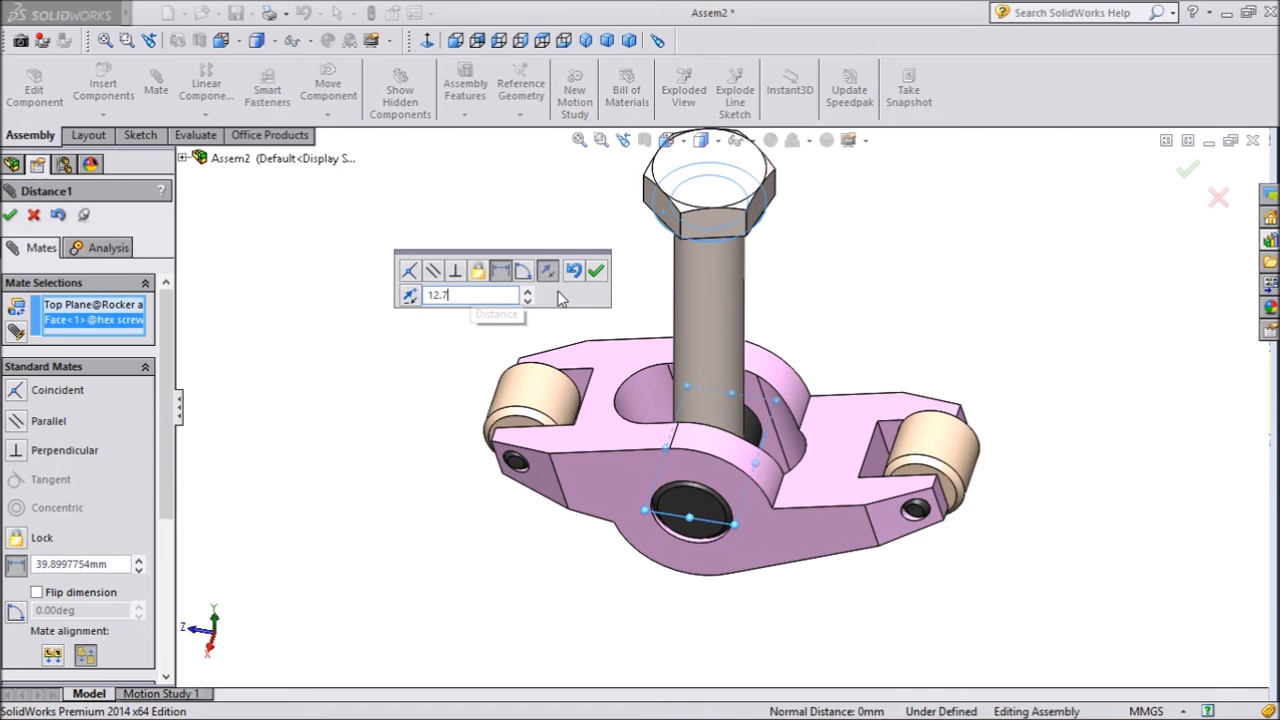 SOLIDWORKS
Assem2 *
Search SolidWorks Help
Edit Component
Insert Components
Mate
Linear Compone...
Smart Fasteners
Move Component
Show Hidden Components
Assembly Features
Reference Geometry
New Motion Study
Bill of Materials
Exploded View
Explode Line Sketch
Instant3D
Update Speedpak
Take Snapshot
Assembly
Layout
Sketch
Evaluate
Office Products
Assem2 (Default<Display S...
Distance1
?
Mates
Analysis
Mate Selections
Top Plane@Rocker a
Face<1>@hex screw
12.7
Distance
Standard Mates
Coincident
Parallel
Perpendicular
Tangent
Concentric
Lock
39.8997754mm
Flip dimension
0.00deg
Mate alignment:
Y
Z
X
Model
Motion Study 1
SolidWorks Premium 2014 x64 Edition
Normal Distance: 0mm
Under Defined
Editing Assembly
MMGS